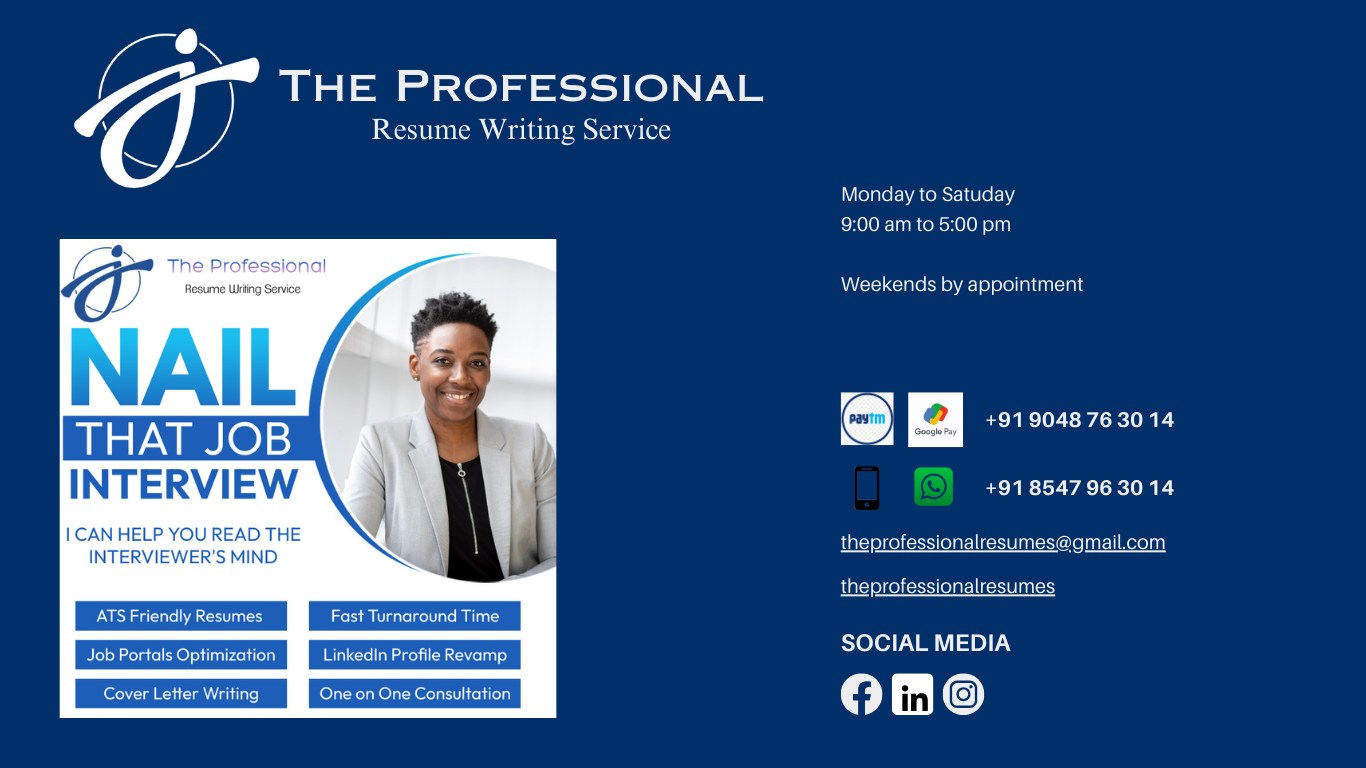 The Professional
Resume Writing Service
Monday to Satuday
9:00 am to 5:00 pm
Weekends by appointment
The Professional
Resume Writing Service
NAIL
THAT JOB
INTERVIEW
I CAN HELP YOU READ THE
INTERVIEWER'S MIND
ATS Friendly Resumes
Fast Turnaround Time
Job Portals Optimization
LinkedIn Profile Revamp
Cover Letter Writing
One on One Consultation
paytm
Google Pay
+91 9048 76 30 14
+91 8547 96 30 14
theprofessionalresumes@gmail.com
theprofessionalresumes
SOCIAL MEDIA
in